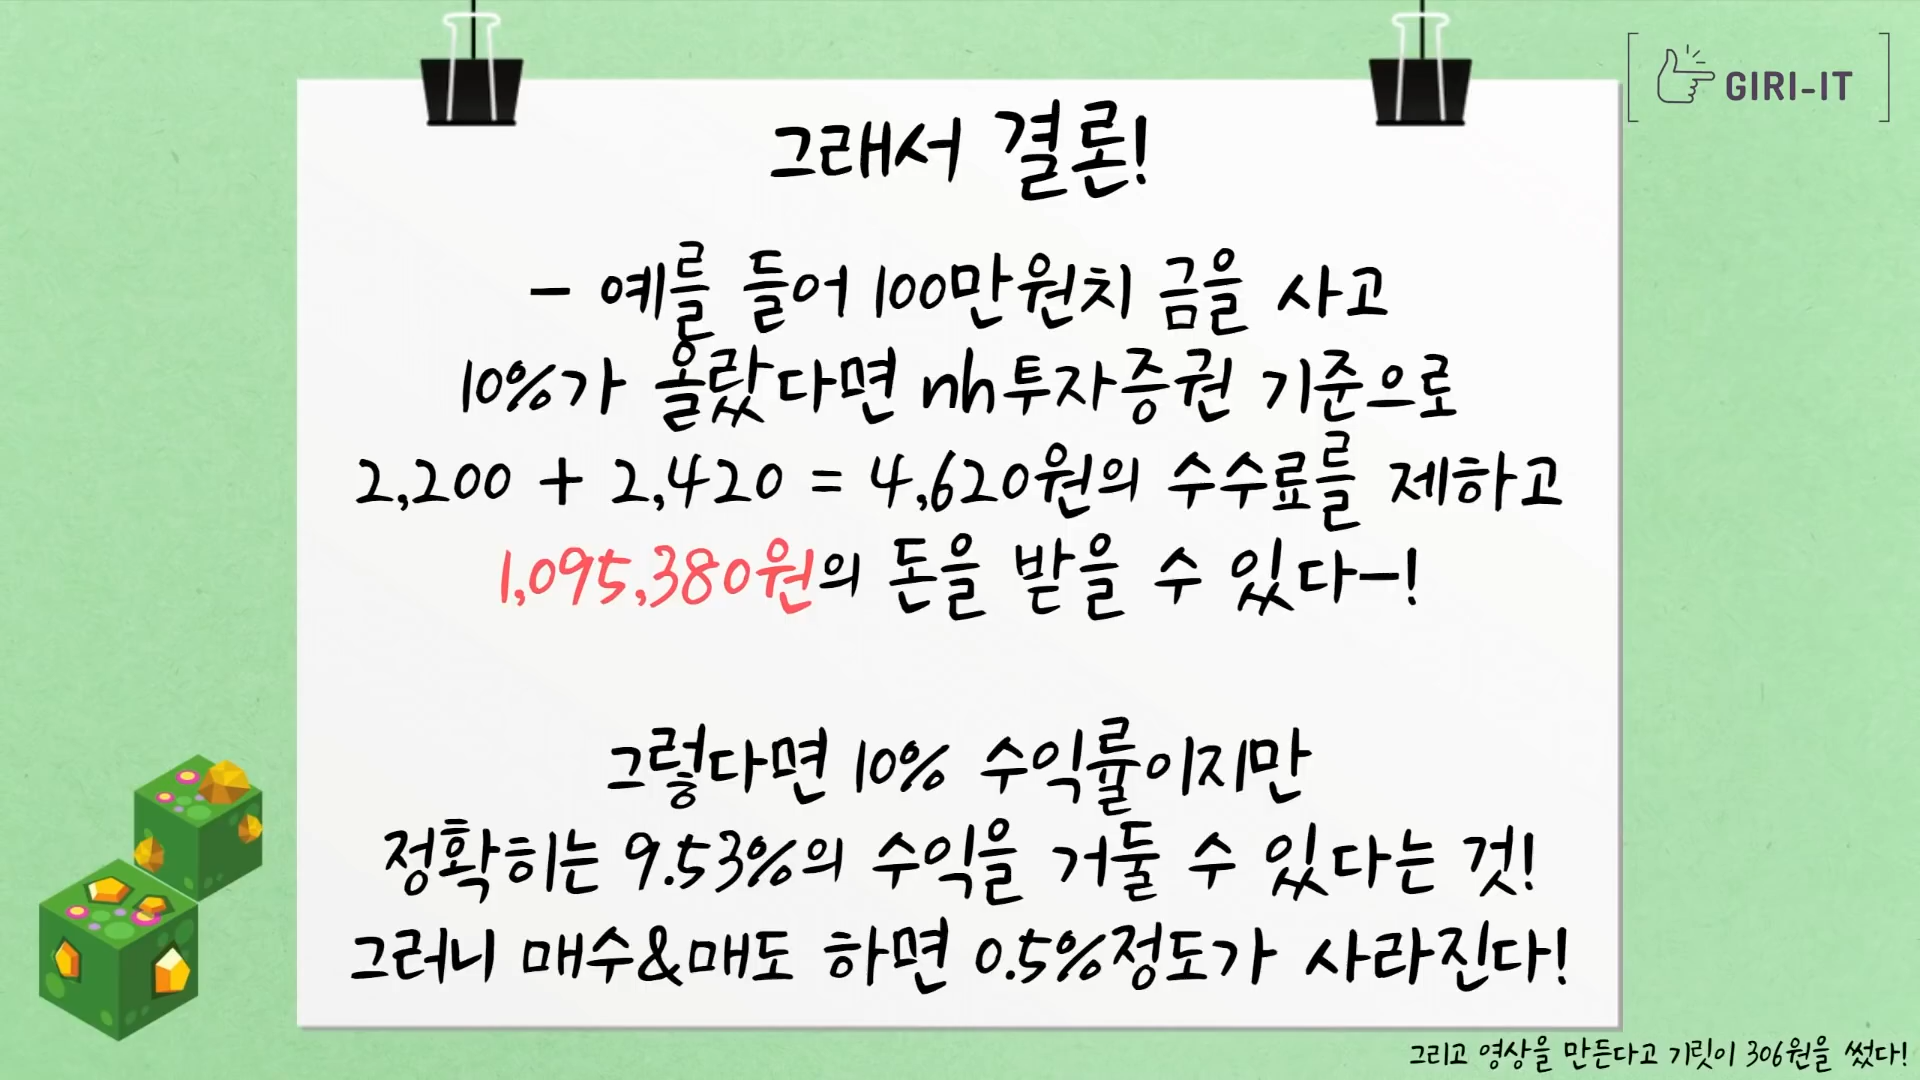 GIRI-IT
그래서 결론!
- 예를 들어 100만원치 금을 사고
10%가 올랐다면 nh투자증권 기준으로
2,200 + 2,420 = 4,620원의 수수료를 제하고
1,095,380원의 돈을 받을 수 있다-!
그렇다면 10% 수익률이지만
정확히는 9.53%의 수익을 거둘 수 있다는 것!
그러니 매수&매도 하면 0.5%정도가 사라진다!
그리고 영상을 만든다고 기릿이 306원을 썼다!